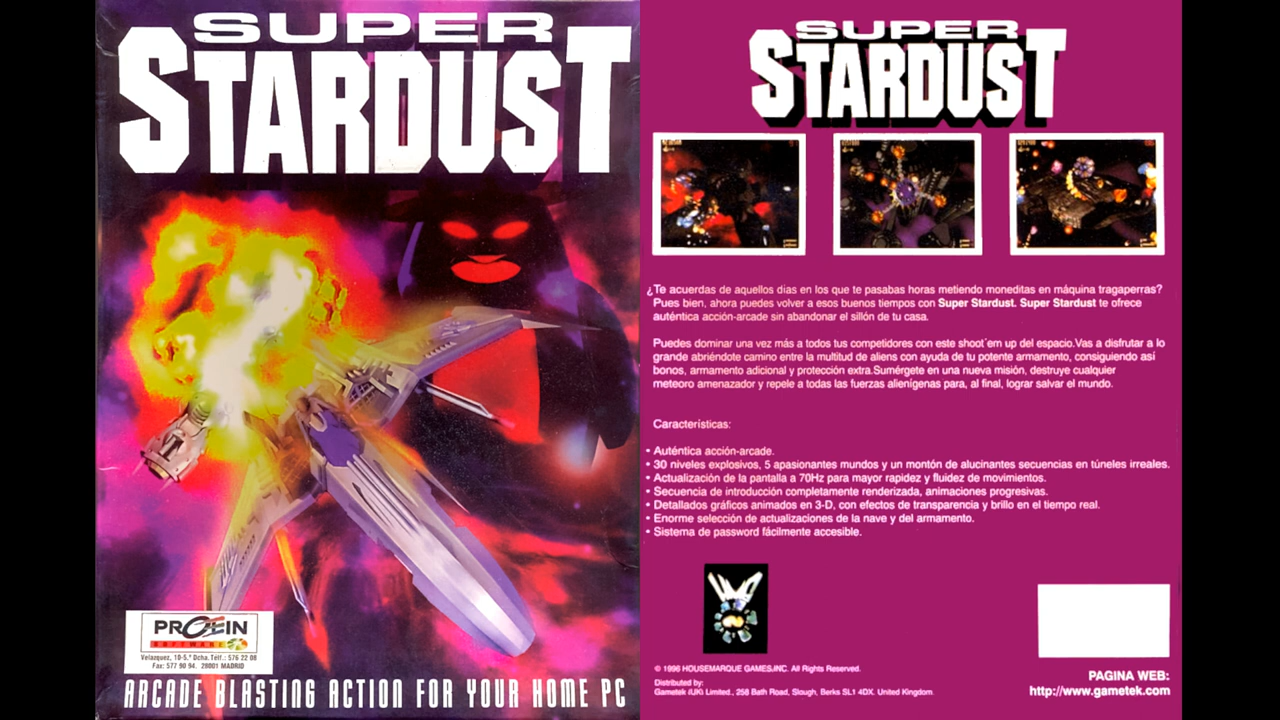 SUPER
STARDUST
PROEIN
SOFTWARE
Velazquez, 10-5.º Dcha. Telf.: 576 22 08
Fax: 577 90 94. 28001 MADRID
ARCADE BLASTING ACTION FOR YOUR HOME PC
SUPER
STARDUST
¿Te acuerdas de aquellos días en los que te pasabas horas metiendo moneditas en máquina tragaperras?
Pues bien, ahora puedes volver a esos buenos tiempos con Super Stardust. Super Stardust te ofrece
auténtica acción-arcade sin abandonar el sillón de tu casa.
Puedes dominar una vez más a todos tus competidores con este shoot´em up del espacio.Vas a disfrutar a lo
grande abriéndote camino entre la multitud de aliens con ayuda de tu potente armamento, consiguiendo así
bonos, armamento adicional y protección extra.Sumérgete en una nueva misión, destruye cualquier
meteoro amenazador y repele a todas las fuerzas alienígenas para, al final, lograr salvar el mundo.
Características:
• Auténtica acción-arcade.
• 30 niveles explosivos, 5 apasionantes mundos y un montón de alucinantes secuencias en túneles irreales.
• Actualización de la pantalla a 70Hz para mayor rapidez y fluidez de movimientos.
• Secuencia de introducción completamente renderizada, animaciones progresivas.
• Detallados gráficos animados en 3-D, con efectos de transparencia y brillo en el tiempo real.
• Enorme selección de actualizaciones de la nave y del armamento.
• Sistema de password fácilmente accesible.
© 1996 HOUSEMARQUE GAMES,INC. All Rights Reserved.
Distributed by:
Gametek (UK) Limited., 258 Bath Road, Slough, Berks SL1 4DX. United Kingdom
PAGINA WEB:
http://www.gametek.com